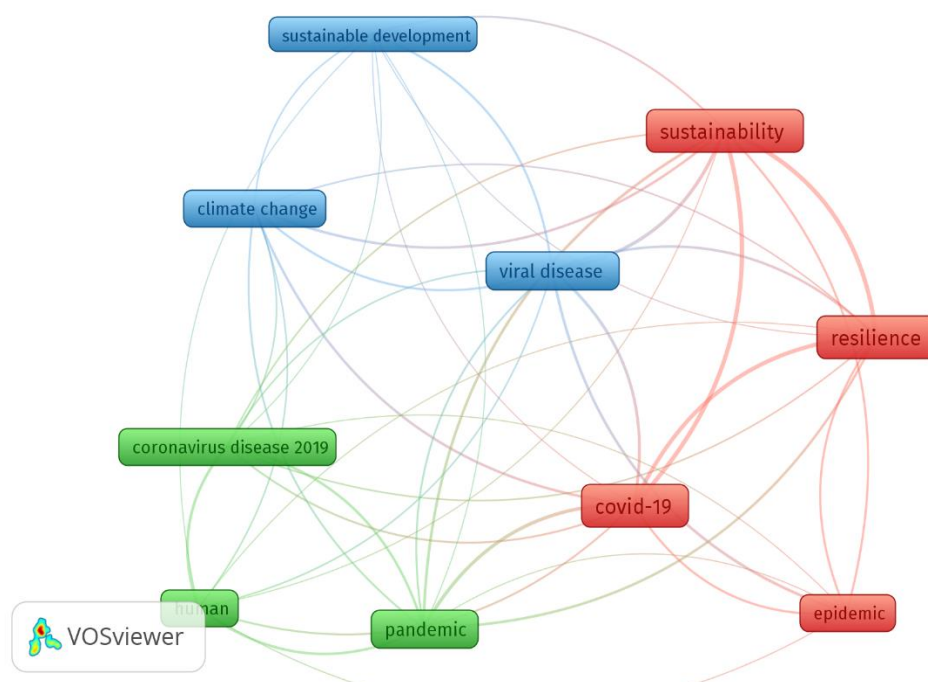 sustainable development
sustainability
climate change
viral disease
resilience
coronavirus disease 2019
covid-19
human
epidemic
pandemic
VOSviewer